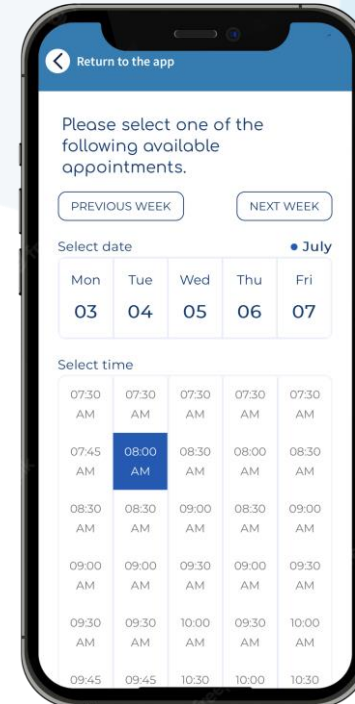 Return to the app
Please select one of the
following available
appointments.
PREVIOUS WEEK NEXT WEEK
Select date • July
Mon Tue Wed Thu Fri
03 04 05 06 07
Select time
07:30 07:30 07:30 07:30 07:30
AM AM AM AM AM
07:45 08:00 08:30 08:00 08:30
AM AM AM AM AM
08:30 08:30 09:00 08:30 09:00
AM AM AM AM AM
09:00 09:00 09:30 09:00 09:30
AM AM AM AM AM
09:30 09:30 10:00 09:30 10:00
AM AM AM AM AM
09:45 09:45 10:30 10:00 10:30